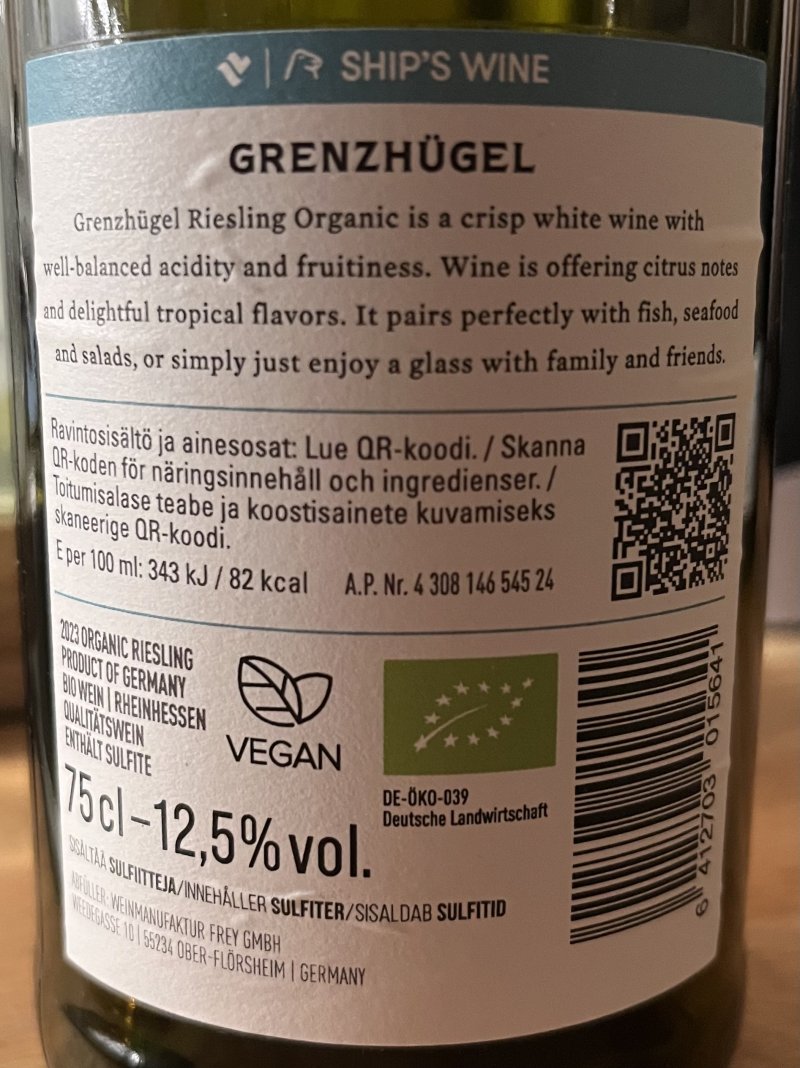 SHIP'S WINE
GRENZHÜGEL
Grenzhügel Riesling Organic is a crisp white wine with
well-balanced acidity and fruitiness. Wine is offering citrus notes
and delightful tropical flavors. It pairs perfectly with fish, seafood
and salads, or simply just enjoy a glass with family and friends.
Ravintosisältö ja ainesosat: Lue QR-koodi. / Skanna
QR-koden för näringsinnehåll och ingredienser. /
Toitumisalase teabe ja koostisainete kuvamiseks
skaneerige QR-koodi.
E per 100 ml: 343 kJ / 82 kcal
A.P. Nr. 4 308 146 545 24
2023 ORGANIC RIESLING
PRODUCT OF GERMANY
BIO WEIN | RHEINHESSEN
QUALITÄTSWEIN
ENTHÄLT SULFITE
VEGAN
DE-ÖKO-039
Deutsche Landwirtschaft
75 cl – 12,5% vol.
SISÄLTÄÄ SULFIITTEJA/INNEHÅLLER SULFITER/SISALDAB SULFITID
ABFÜLLER: WEINMANUFAKTUR FREY GMBH
WEEDEGASSE 10 | 55234 OBER-FLÖRSHEIM | GERMANY
6 412703 015641